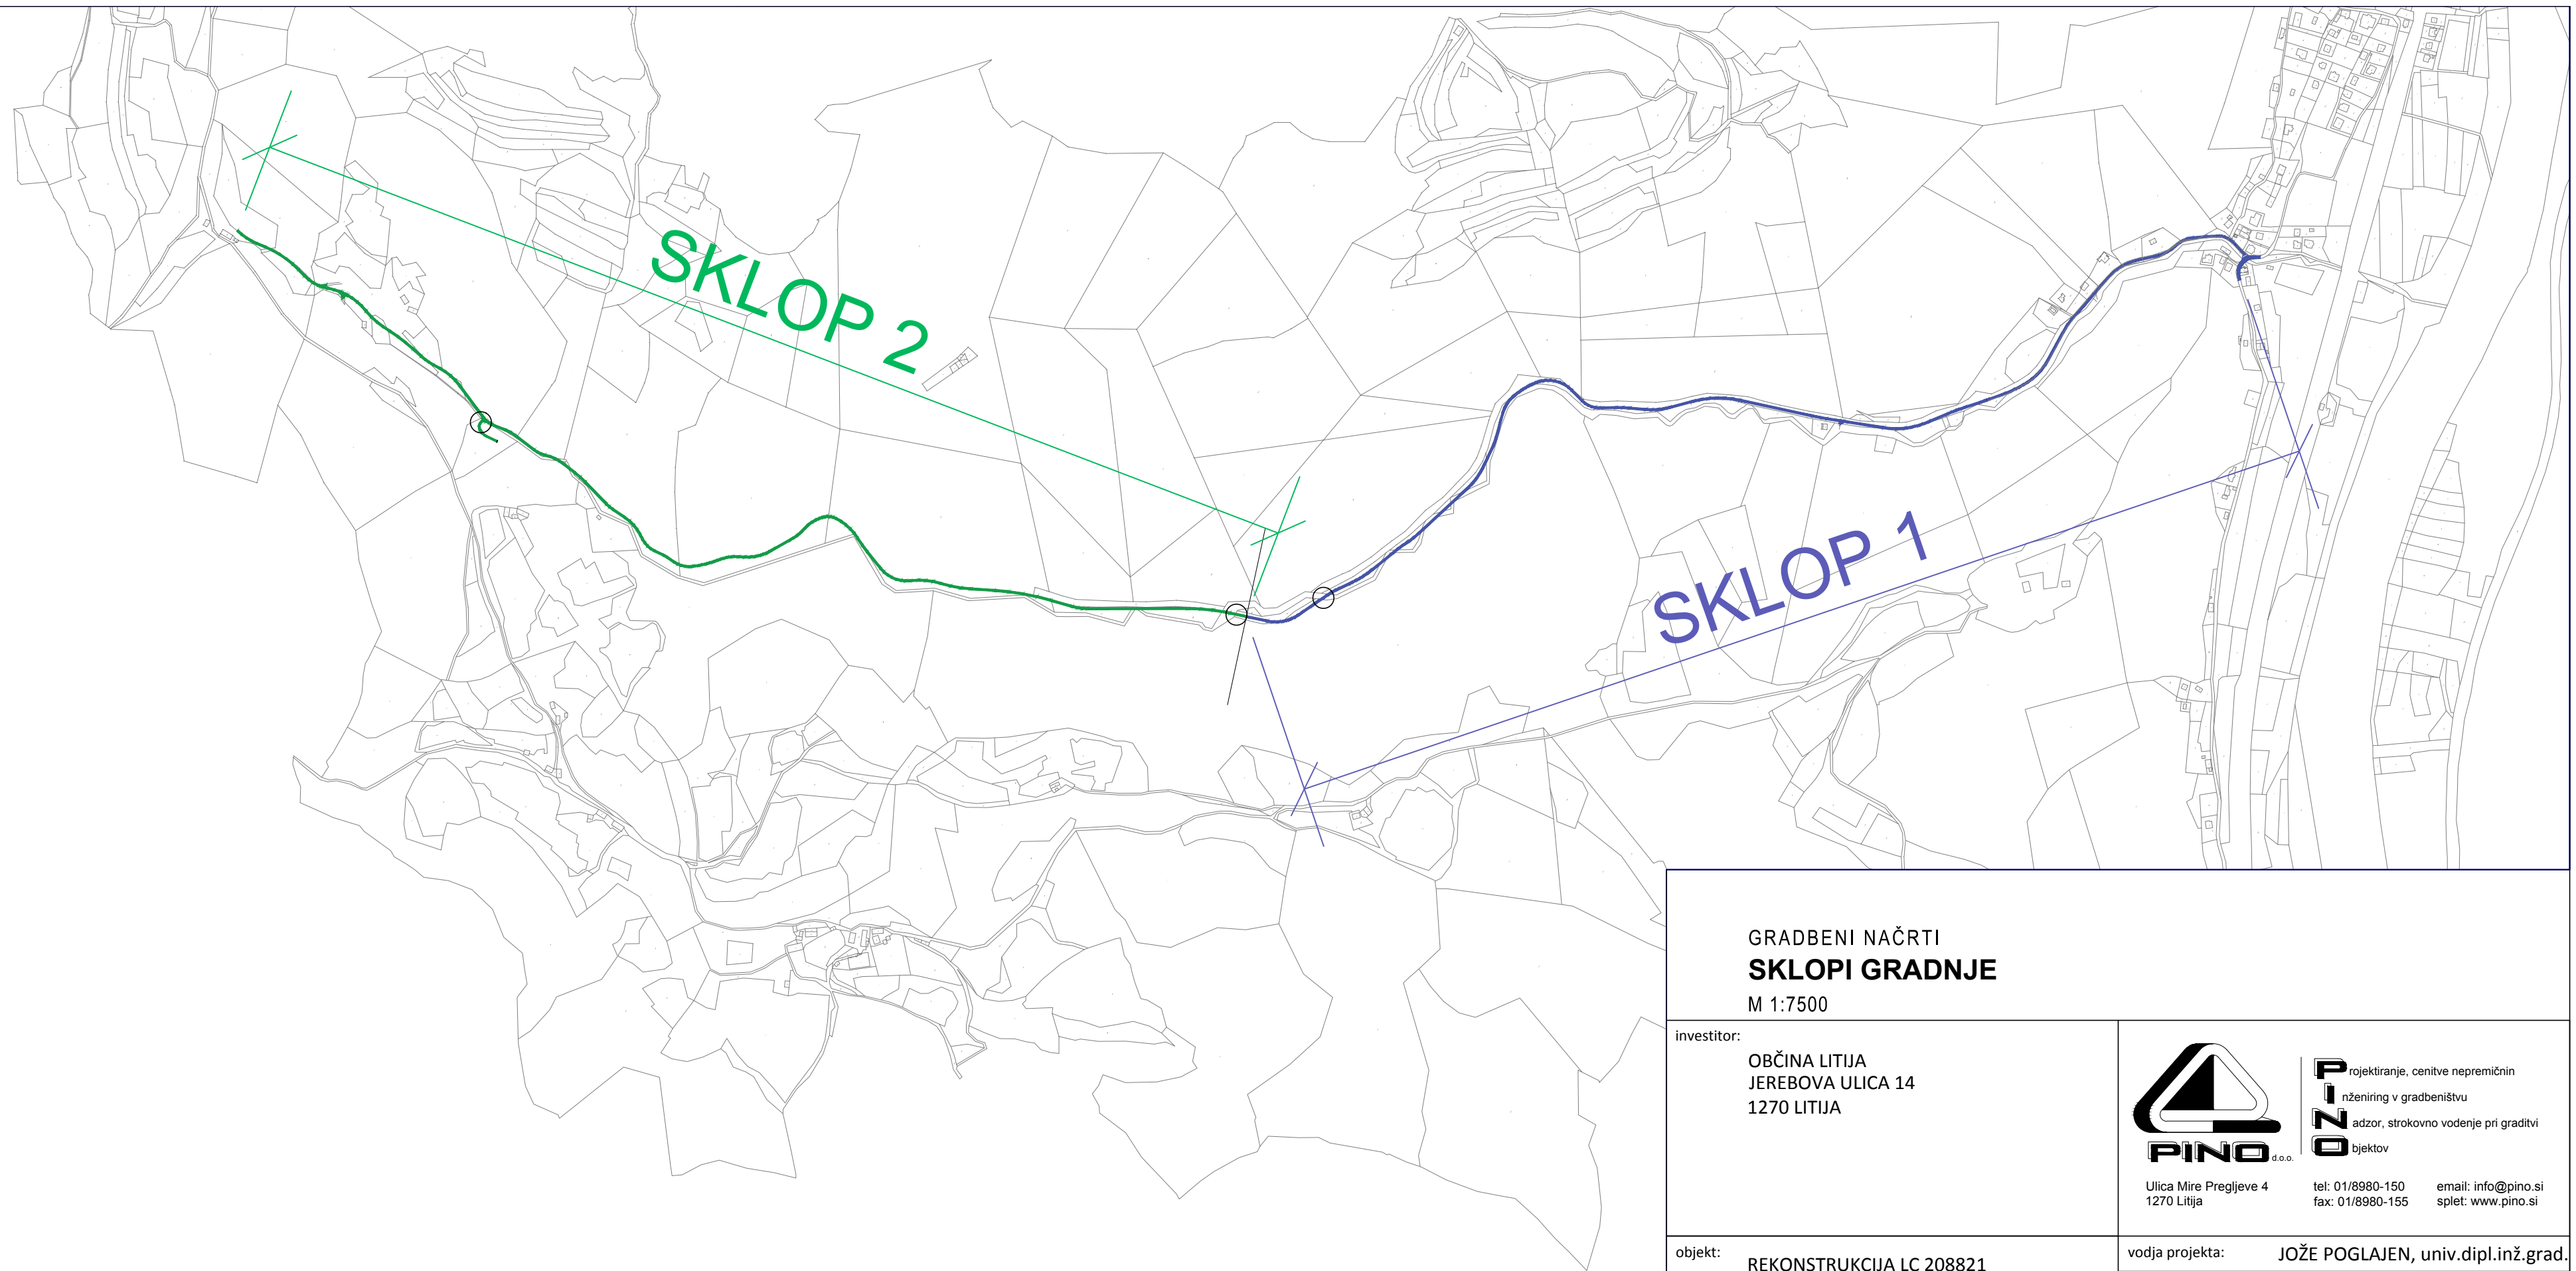 SKLOP 2
SKLOP 1
GRADBENI NAČRTI
SKLOPI GRADNJE
M 1:7500
investitor:
OBČINA LITIJA
JEREBOVA ULICA 14
1270 LITIJA
PINO d.o.o.
Projektiranje, cenitve nepremičnin
Inženiring v gradbeništvu
Nadzor, strokovno vodenje pri graditvi
Objektov
Ulica Mire Pregljeve 4
1270 Litija
tel: 01/8980-150
fax: 01/8980-155
email: info@pino.si
splet: www.pino.si
objekt:
REKONSTRUKCIJA LC 208821
vodja projekta: JOŽE POGLAJEN, univ.dipl.inž.grad.